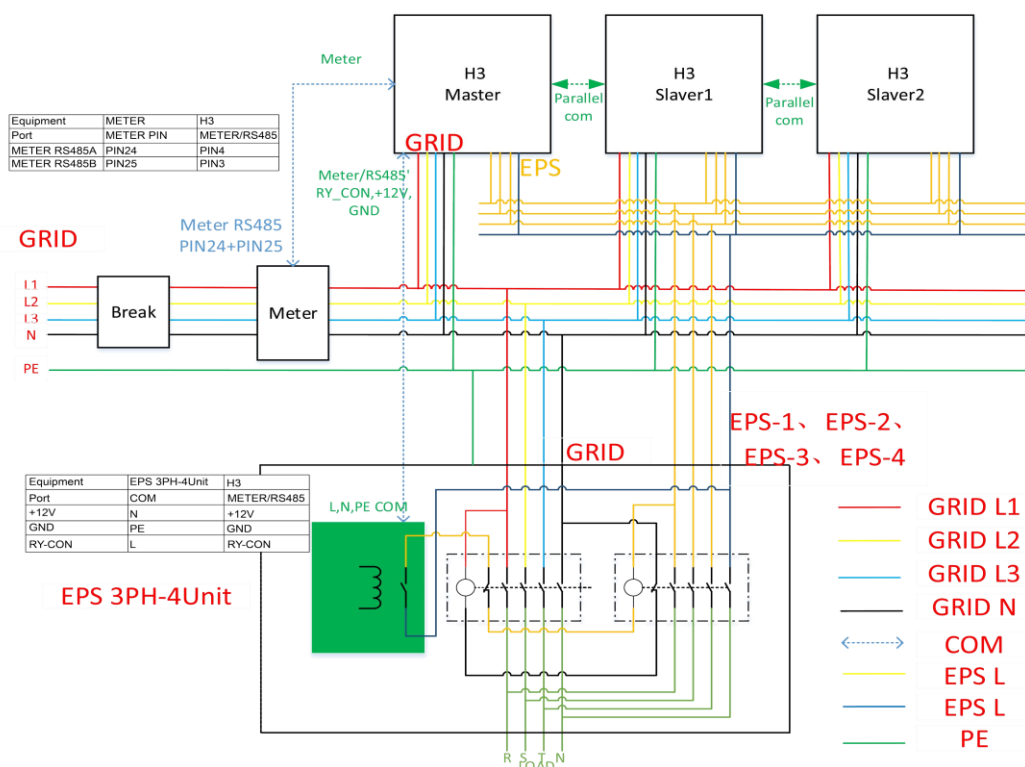 H3
Master
H3
Slaver1
H3
Slaver2
Meter
Parallel
com
Parallel
com
Equipment METER H3
Port METER PIN METER/RS485
METER RS485A PIN24 PIN4
METER RS485B PIN25 PIN3
GRID
EPS
Meter/RS485'
RY_CON,+12V,
GND
Meter RS485
PIN24+PIN25
GRID
L1
L2
L3
N
PE
Break
Meter
EPS-1、 EPS-2、
EPS-3、 EPS-4
GRID
Equipment EPS 3PH-4Unit H3
Port COM METER/RS485
+12V N +12V
GND PE GND
RY-CON L RY-CON
L,N,PE COM
EPS 3PH-4Unit
GRID L1
GRID L2
GRID L3
GRID N
COM
EPS L
EPS L
PE
R S T N
LOAD